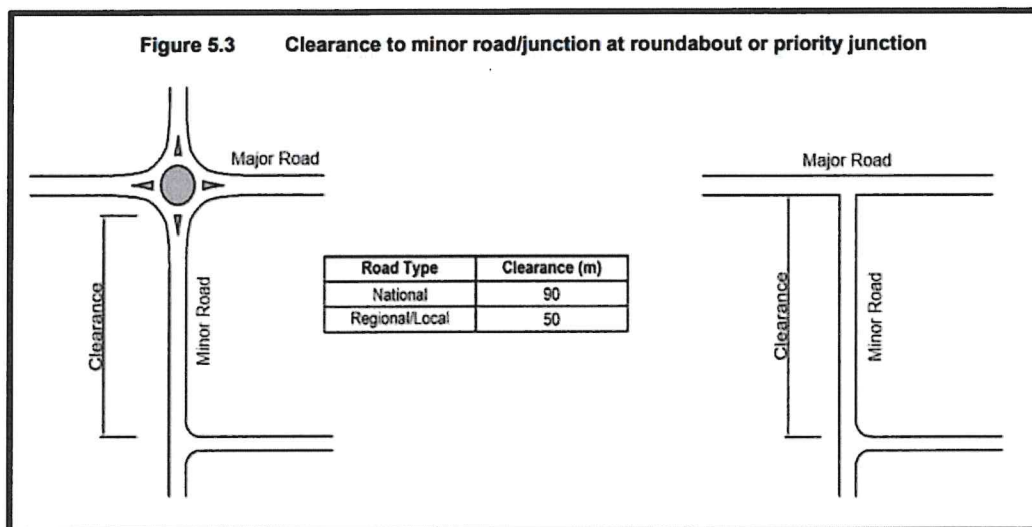 Figure 5.3 Clearance to minor road/junction at roundabout or priority junction
Major Road
Clearance
Minor Road
Road Type Clearance (m)
National 90
Regional/Local 50
Major Road
Clearance
Minor Road